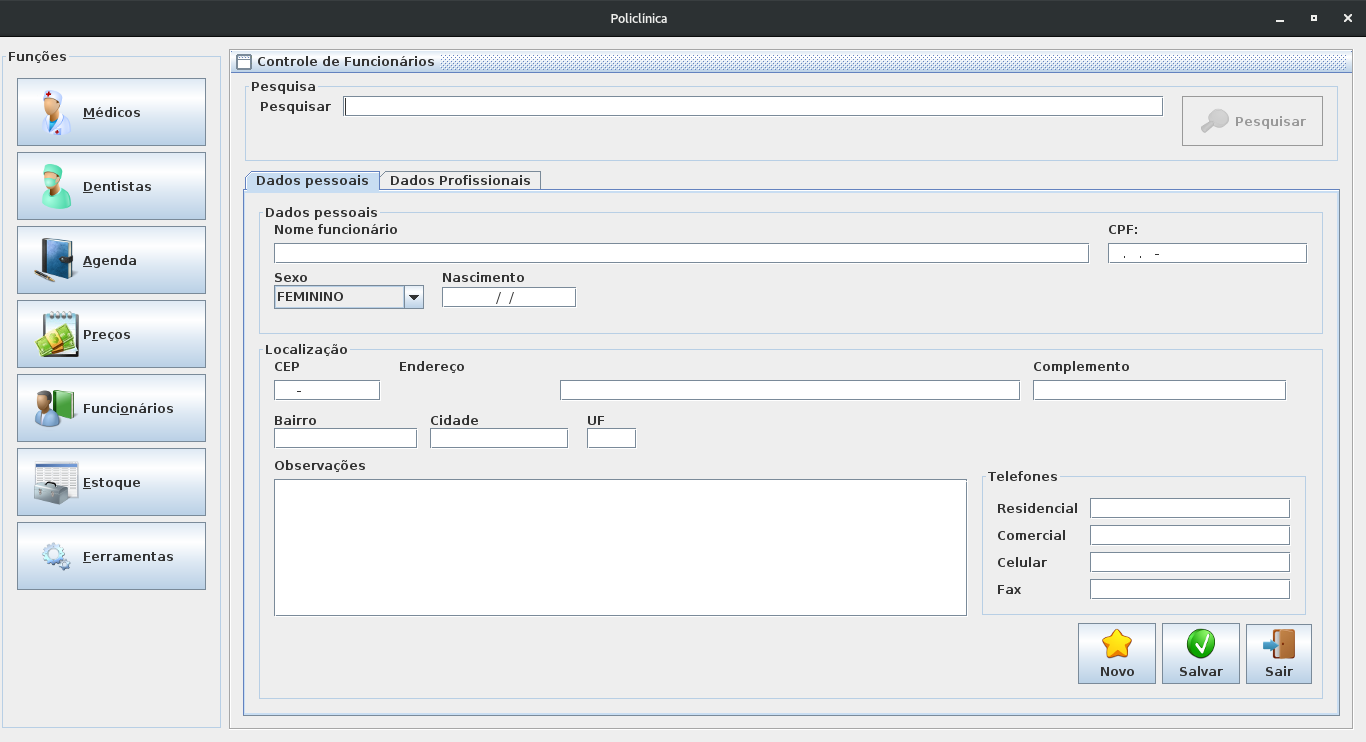 Policlínica
Funções
Médicos
Dentistas
Agenda
Preços
Funcionários
Estoque
Ferramentas
Controle de Funcionários
Pesquisa
Pesquisar
Pesquisar
Dados pessoais Dados Profissionais
Dados pessoais
Nome funcionário CPF:
. . -
Sexo Nascimento
FEMININO / /
Localização
CEP Endereço Complemento
-
Bairro Cidade UF
Observações
Telefones
Residencial
Comercial
Celular
Fax
Novo Salvar Sair